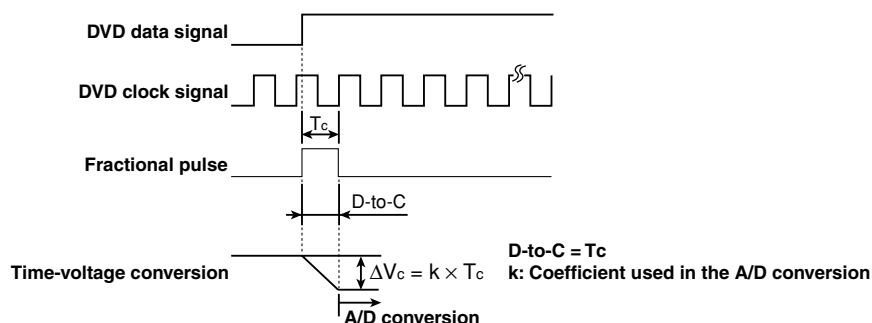 DVD data signal
DVD clock signal
Tc
Fractional pulse
D-to-C
Time-voltage conversion
ΔVc = k × Tc
D-to-C = Tc
k: Coefficient used in the A/D conversion
A/D conversion